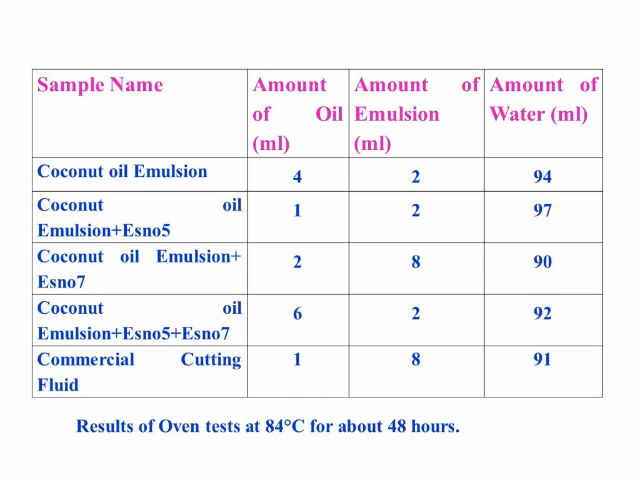 Sample Name
Amount of Oil (ml)
Amount of Emulsion (ml)
Amount of Water (ml)
Coconut oil Emulsion 4 2 94
Coconut oil Emulsion+Esno5 1 2 97
Coconut oil Emulsion+ Esno7 2 8 90
Coconut oil Emulsion+Esno5+Esno7 6 2 92
Commercial Cutting Fluid 1 8 91
Results of Oven tests at 84°C for about 48 hours.